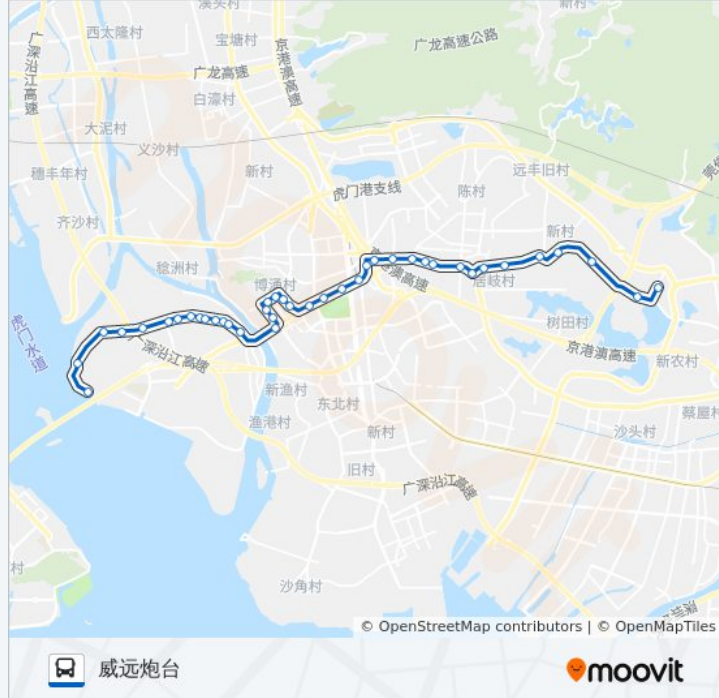 溪头村
新村
西太隆村
宝塘村
广龙高速公路
广深沿江高速
京港澳高速
广龙高速
白濠村
大泥村
义沙村
新村
远丰旧村
穗丰年村
虎门港支线
陈村
齐沙村
新村
稔洲村
京港澳高速
博涌村
居岐村
虎门水道
树田村
广深沿江高速
京港澳高速
新农村
新渔村
东北村
蔡屋村
渔港村
新村
沙头村
旧村
广深沿江高速
村
沙角村
© OpenStreetMap contributors | © OpenMapTiles
威远炮台
moovit